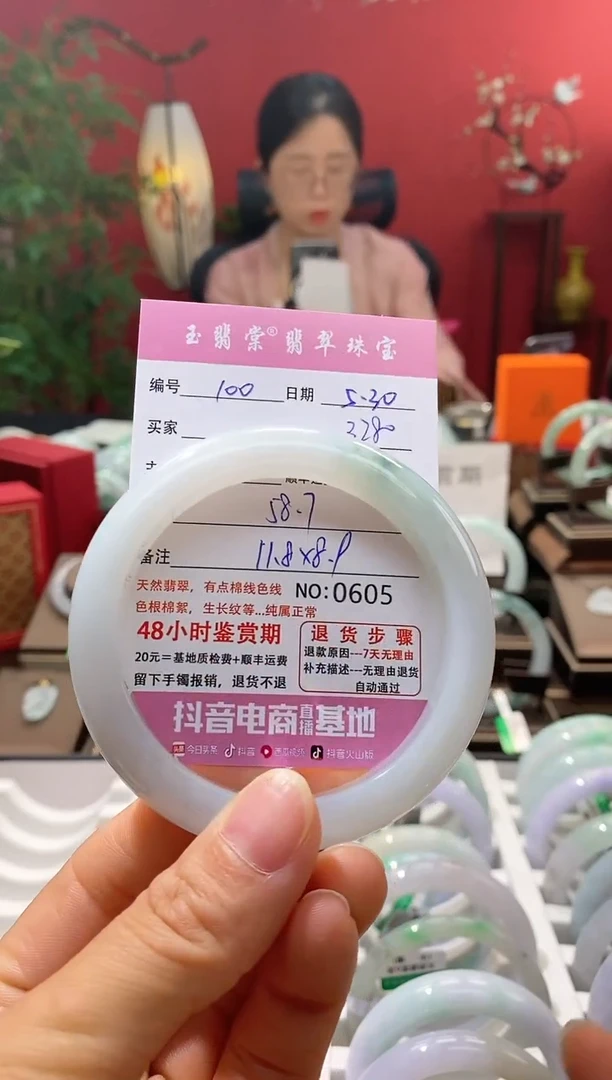 玉翡棠® 翡翠珠宝
编号 100 日期 5.30
买家 3280
58.7
备注 11.8×8.9
天然翡翠，有点棉线色线 NO:0605
色根棉絮，生长纹等...纯属正常
48小时鉴赏期
20元=基地质检费+顺丰运费
留下手镯报销，退货不退
退货步骤
退款原因---7天无理由
补充描述---无理由退货
自动通过
抖音电商直播基地
头条 今日头条 抖音 西瓜视频 抖音火山版